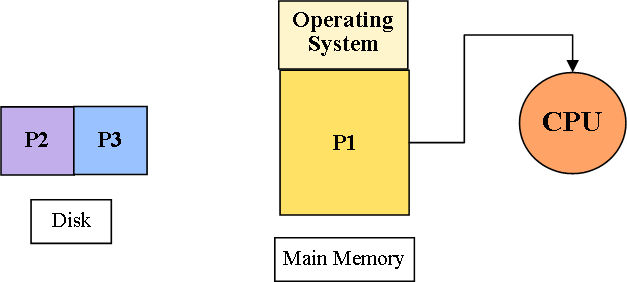 Operating
System
P2
P3
P1
CPU
Disk
Main Memory